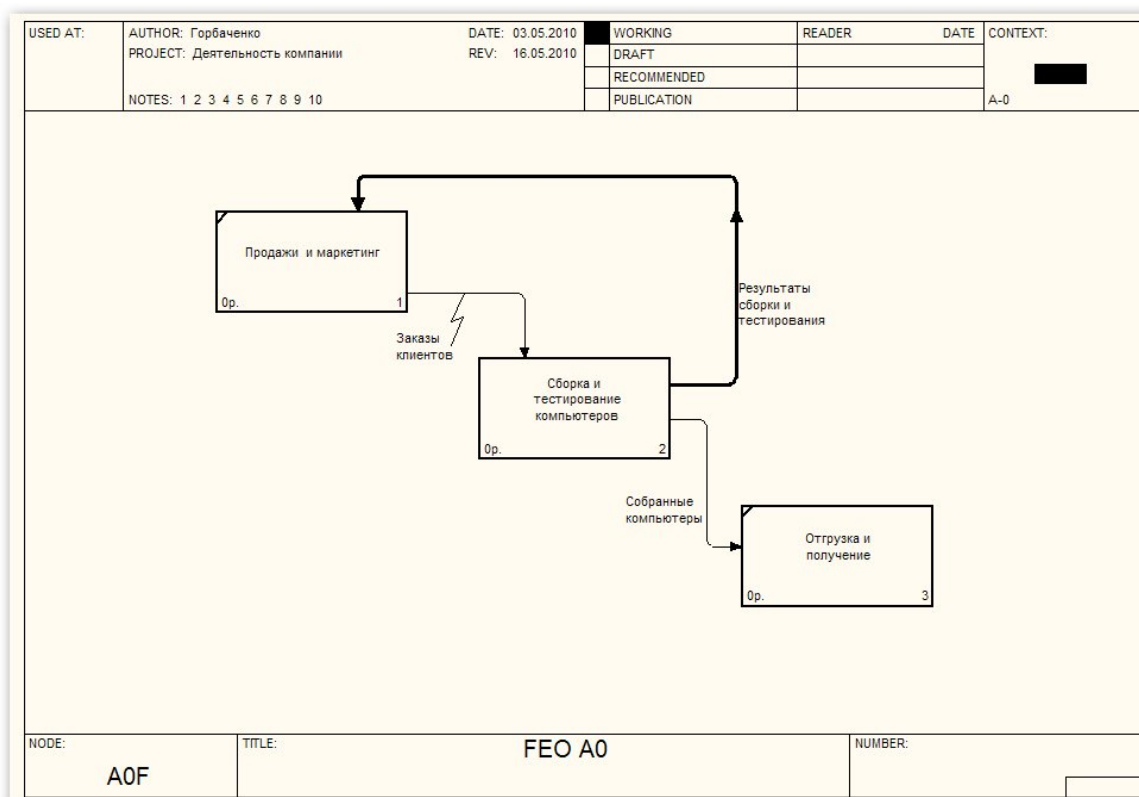 USED AT:
AUTHOR: Горбаченко
DATE: 03.05.2010
PROJECT: Деятельность компании
REV: 16.05.2010
NOTES: 1 2 3 4 5 6 7 8 9 10
WORKING
DRAFT
RECOMMENDED
PUBLICATION
READER
DATE
CONTEXT:
A-0
Продажи и маркетинг
0р.
1
Заказы
клиентов
Результаты
сборки и
тестирования
Сборка и
тестирование
компьютеров
0р.
2
Собранные
компьютеры
Отгрузка и
получение
0р.
3
NODE:
A0F
TITLE:
FEO A0
NUMBER: